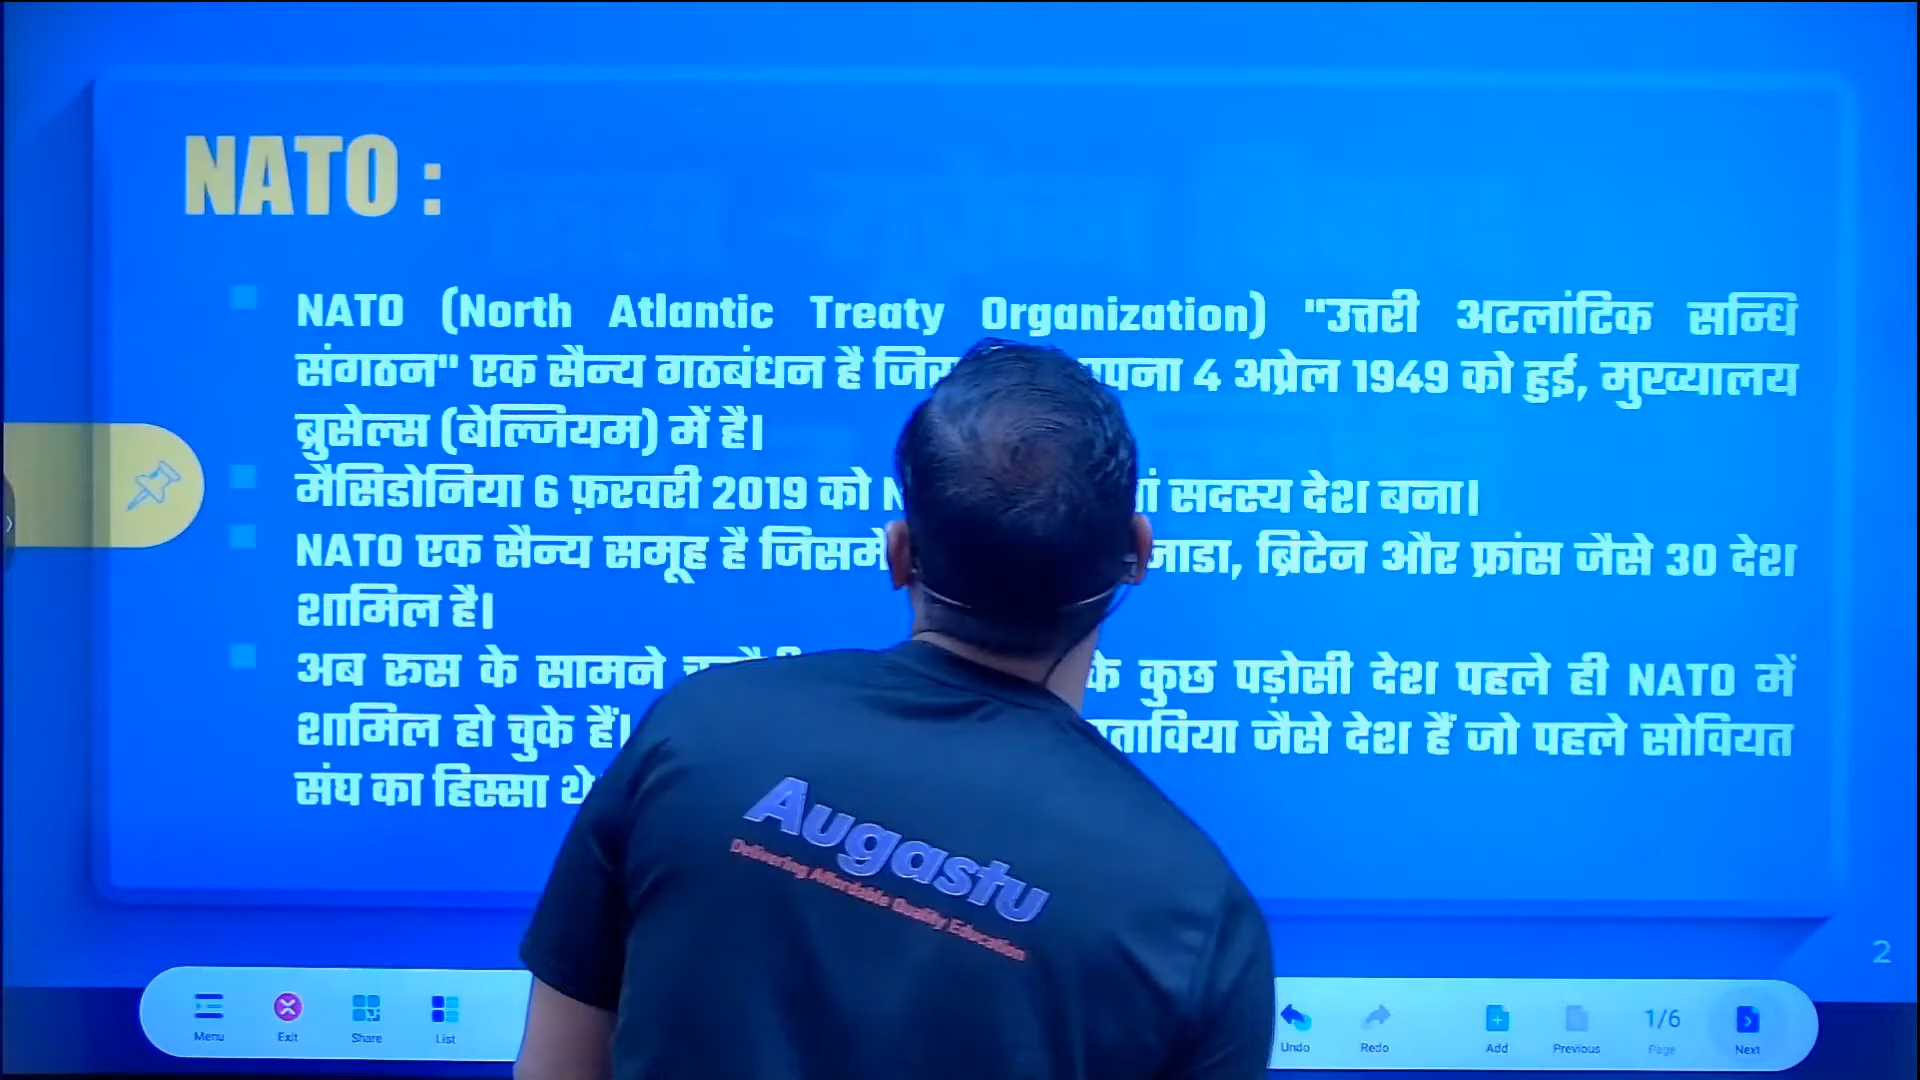 NATO :
NATO (North Atlantic Treaty Organization) "उत्तरी अटलांटिक सन्धि
संगठन" एक सैन्य गठबंधन है 4 अप्रेल 1949 को हुई, मुख्यालय
ब्रुसेल्स (बेल्जियम) में है।
मैसिडोनिया 6 फ़रवरी 2019 को सदस्य देश बना।
NATO एक सैन्य समूह है जिसमें ब्रिटेन और फ्रांस जैसे 30 देश
शामिल है।
अब रूस के सामने के कुछ पड़ोसी देश पहले ही NATO में
शामिल हो चुके हैं। जैसे देश हैं जो पहले सोवियत
संघ का हिस्सा थे
Augastu
Delivering Affordable Quality Education
2
Menu Exit Share List Undo Redo Add Previous 1/6 Page Next